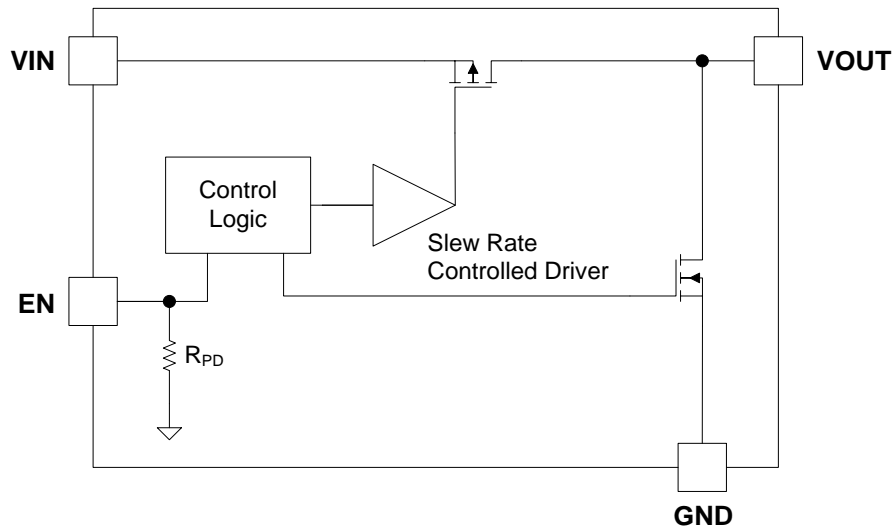 VIN
VOUT
Control
Logic
Slew Rate
Controlled Driver
EN
RPD
GND